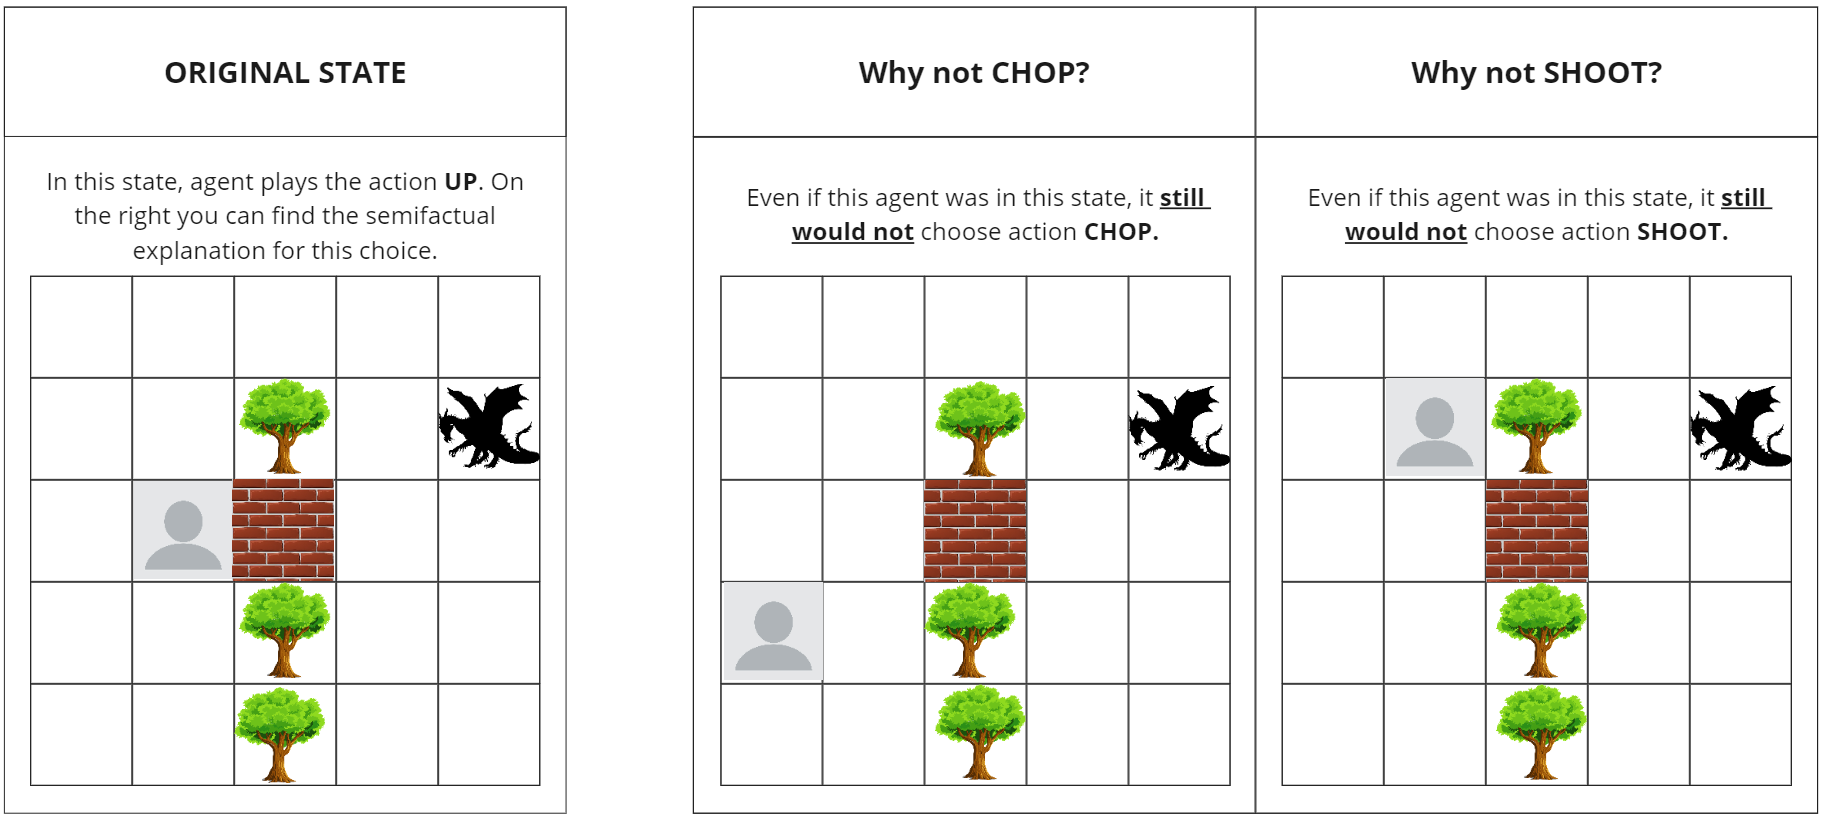 ORIGINAL STATE
In this state, agent plays the action UP. On
the right you can find the semifactual
explanation for this choice.
Why not CHOP?
Even if this agent was in this state, it still
would not choose action CHOP.
Why not SHOOT?
Even if this agent was in this state, it still
would not choose action SHOOT.